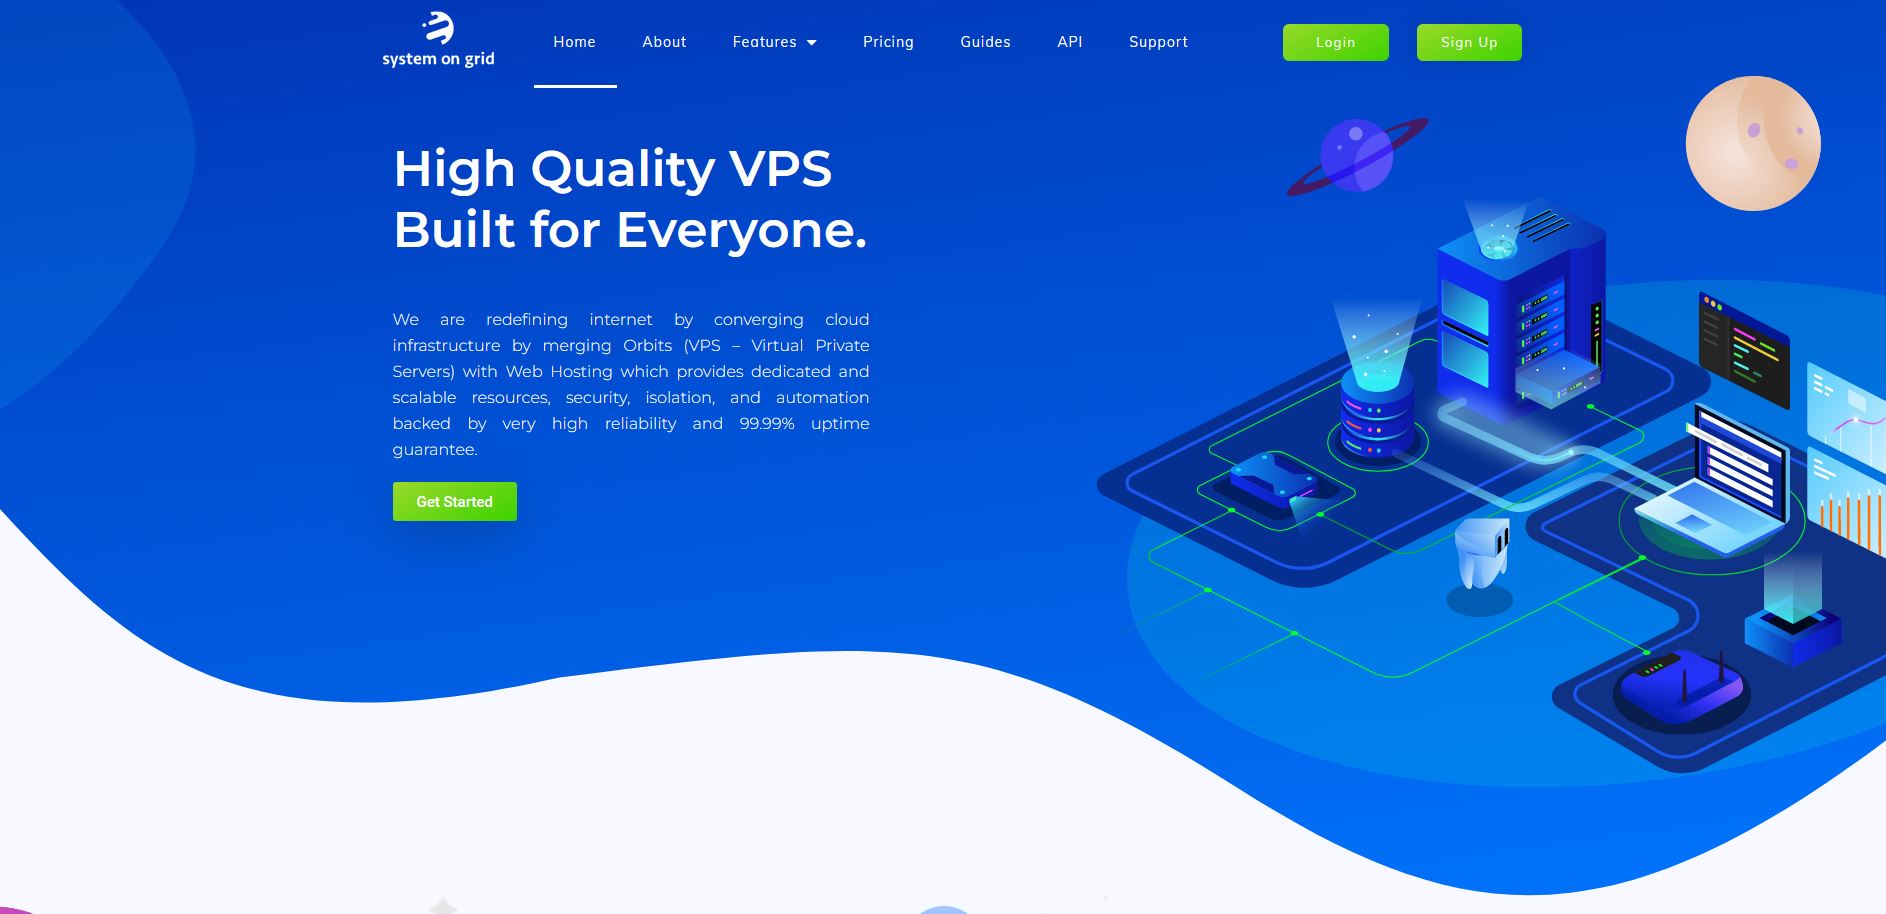 system on grid
Home
About
Features
Pricing
Guides
API
Support
Login
Sign Up
High Quality VPS
Built for Everyone.
We are redefining internet by converging cloud
infrastructure by merging Orbits (VPS – Virtual Private
Servers) with Web Hosting which provides dedicated and
scalable resources, security, isolation, and automation
backed by very high reliability and 99.99% uptime
guarantee.
Get Started